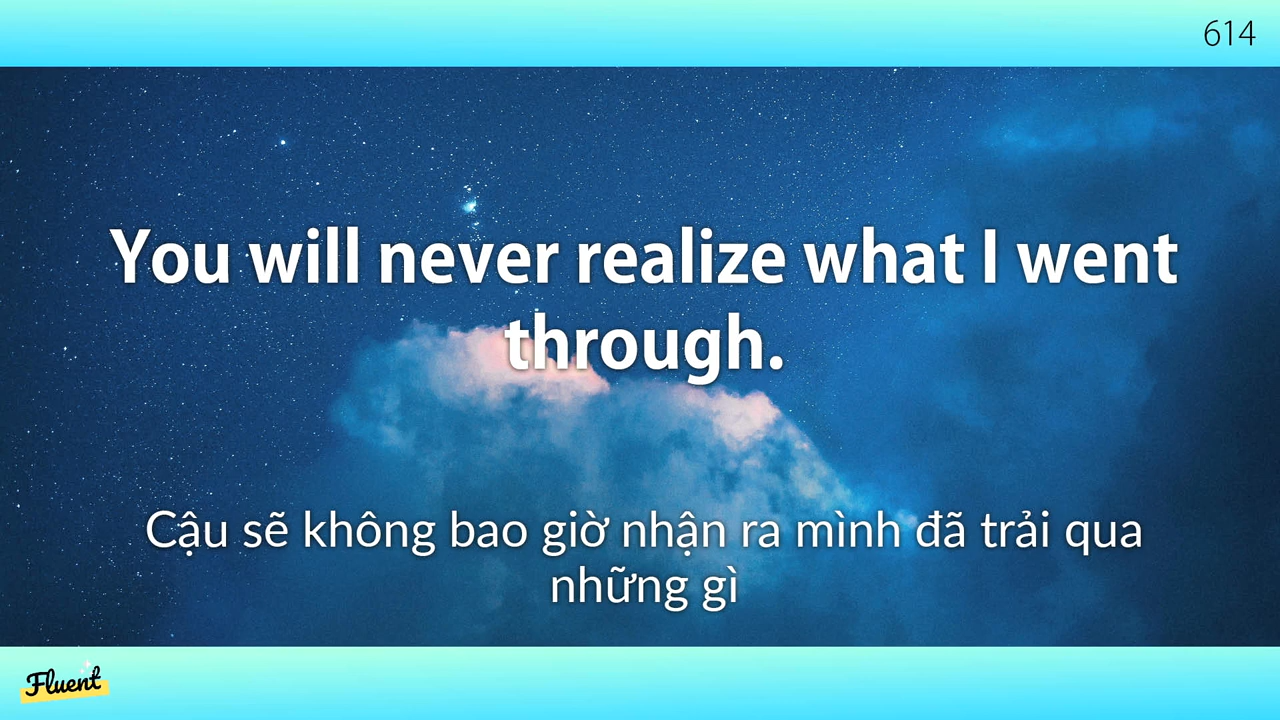 614
You will never realize what I went
through.
Cậu sẽ không bao giờ nhận ra mình đã trải qua
những gì
Fluent